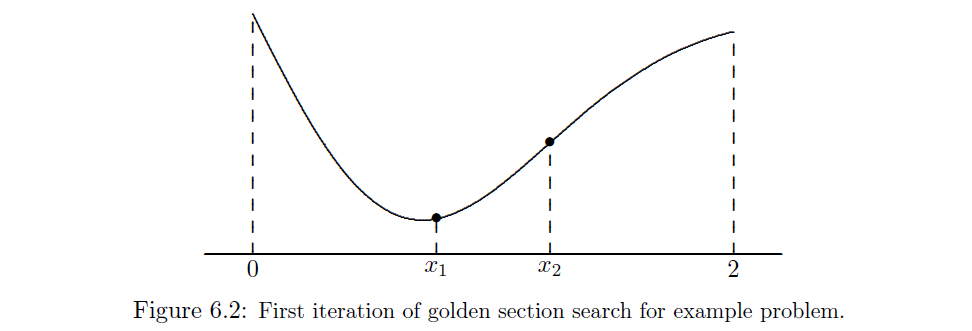 0 x₁ x₂ 2
Figure 6.2: First iteration of golden section search for example problem.